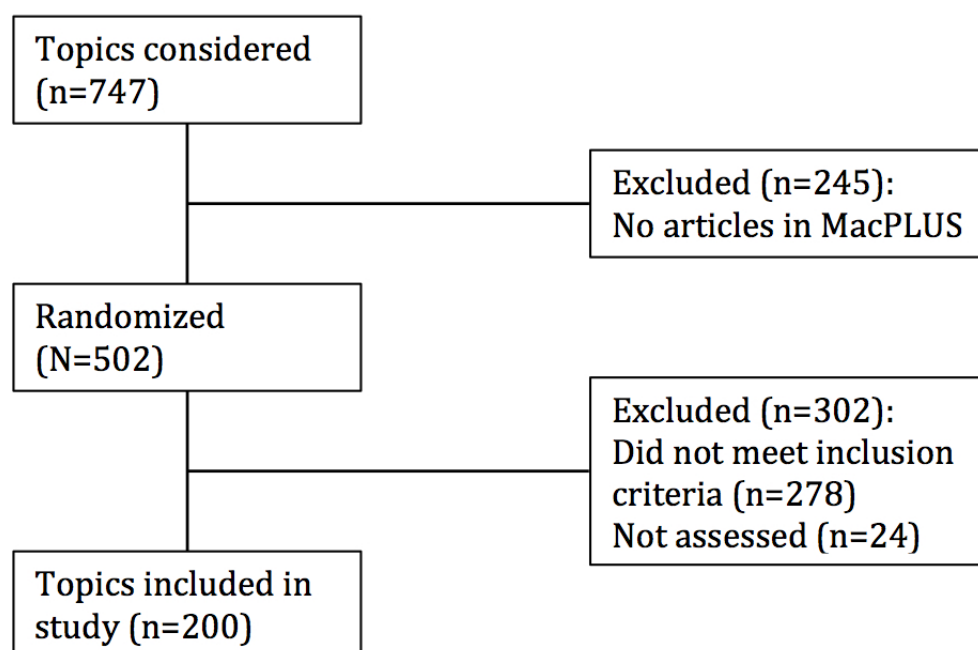 Topics considered
(n=747)
Excluded (n=245):
No articles in MacPLUS
Randomized
(N=502)
Excluded (n=302):
Did not meet inclusion
criteria (n=278)
Not assessed (n=24)
Topics included in
study (n=200)